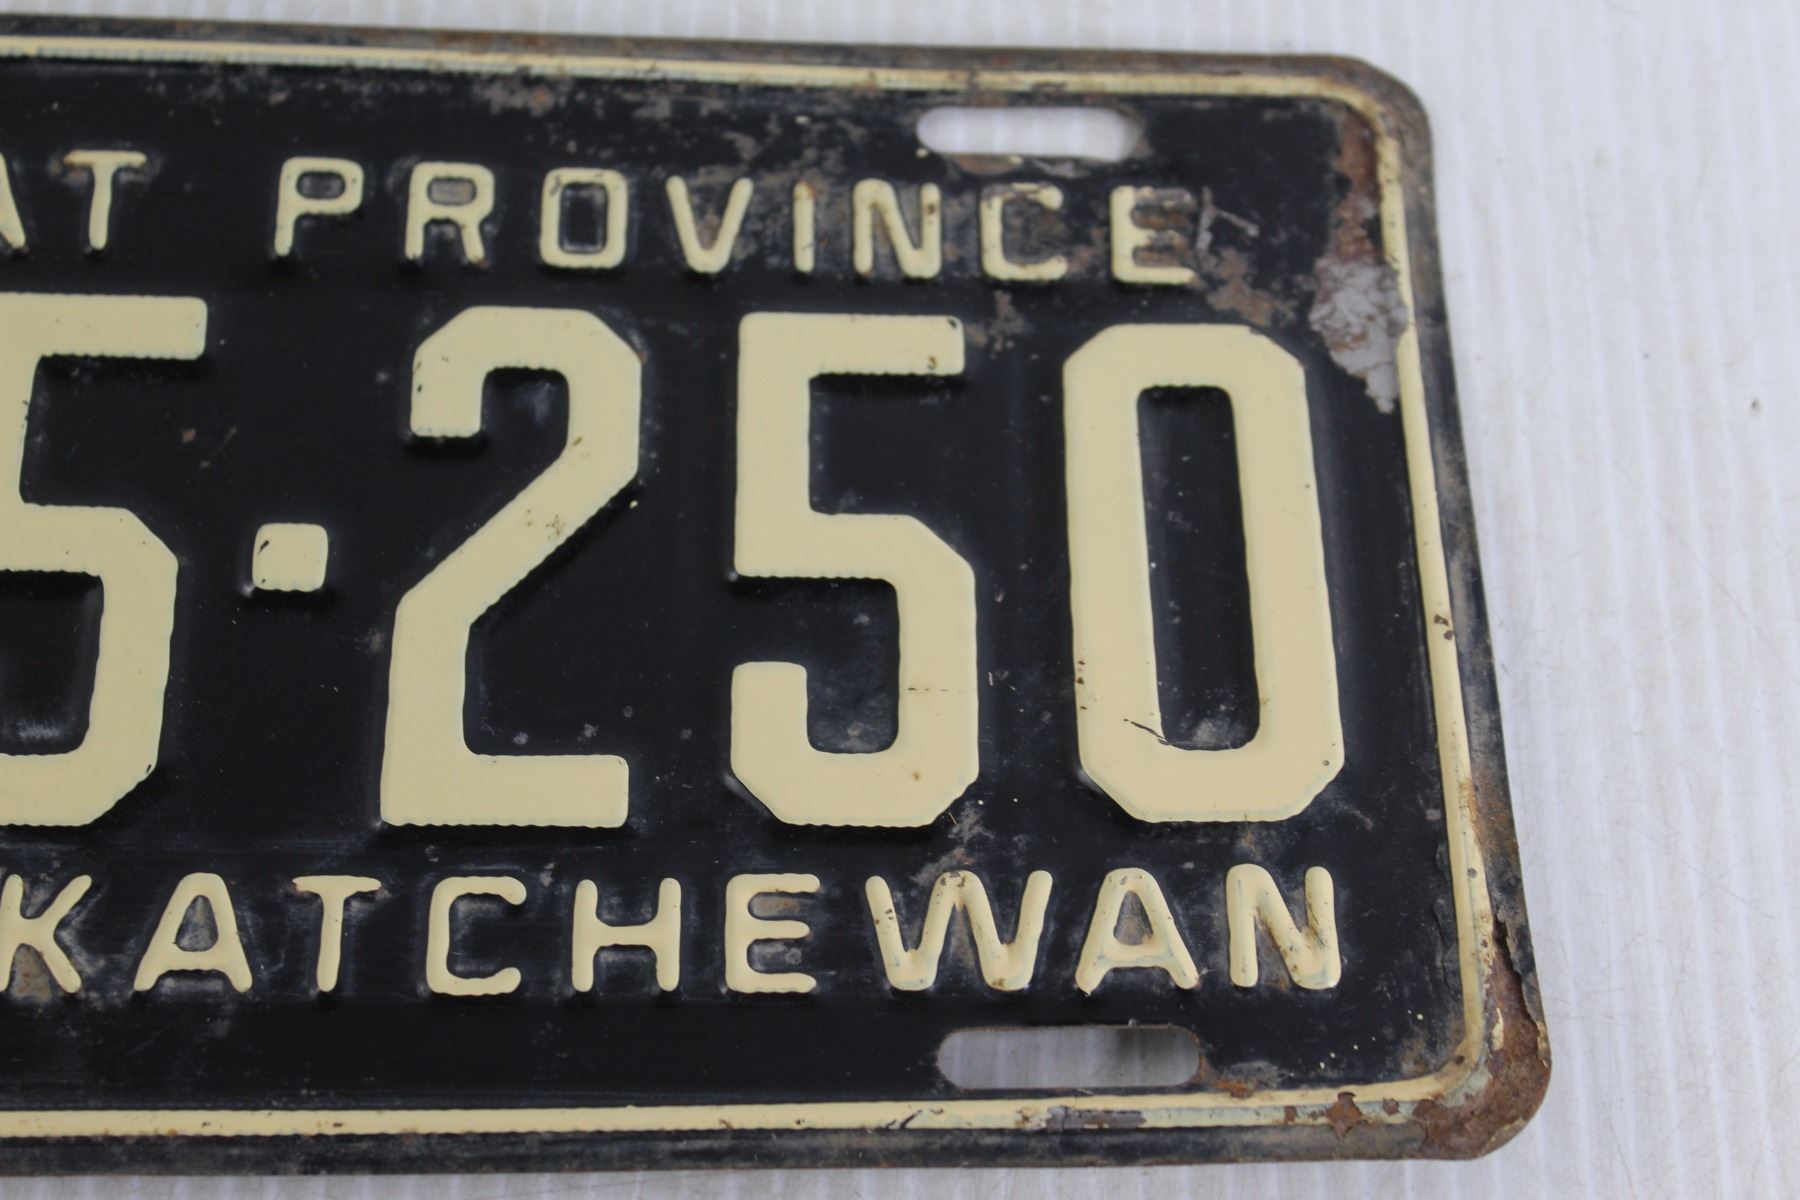 AT PROVINCE
5·250
KATCHEWAN